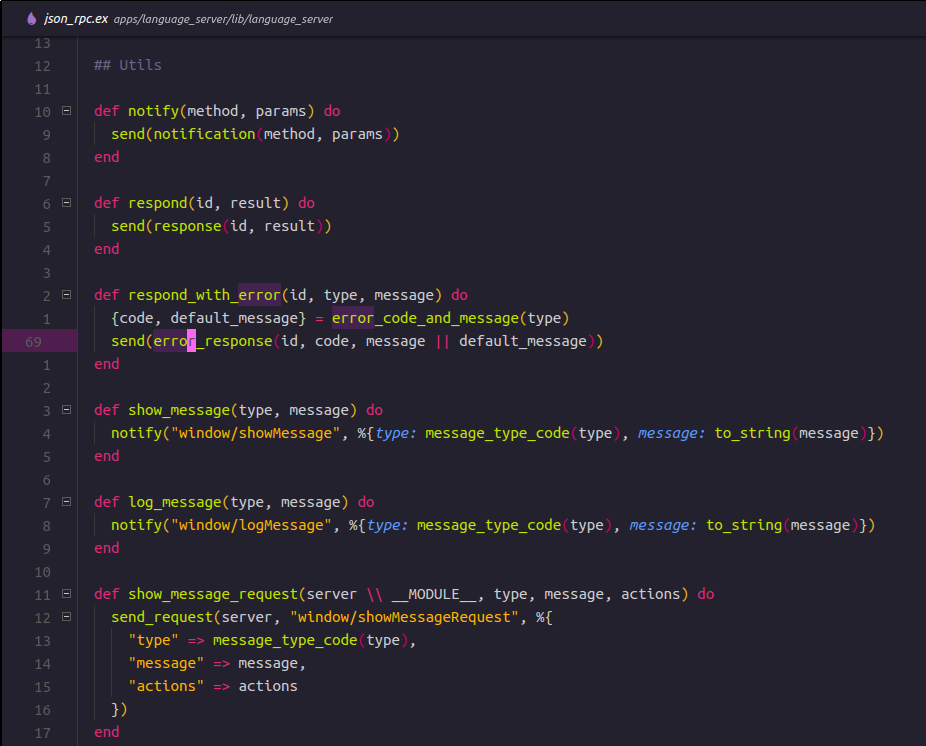 json_rpc.ex apps/language_server/lib/language_server
13
12 ## Utils
11
10 def notify(method, params) do
9 send(notification(method, params))
8 end
7
6 def respond(id, result) do
5 send(response(id, result))
4 end
3
2 def respond_with_error(id, type, message) do
1 {code, default_message} = error_code_and_message(type)
69 send(error_response(id, code, message || default_message))
1 end
2
3 def show_message(type, message) do
4 notify("window/showMessage", %{type: message_type_code(type), message: to_string(message)})
5 end
6
7 def log_message(type, message) do
8 notify("window/logMessage", %{type: message_type_code(type), message: to_string(message)})
9 end
10
11 def show_message_request(server \\ __MODULE__, type, message, actions) do
12 send_request(server, "window/showMessageRequest", %{
13 "type" => message_type_code(type),
14 "message" => message,
15 "actions" => actions
16 })
17 end